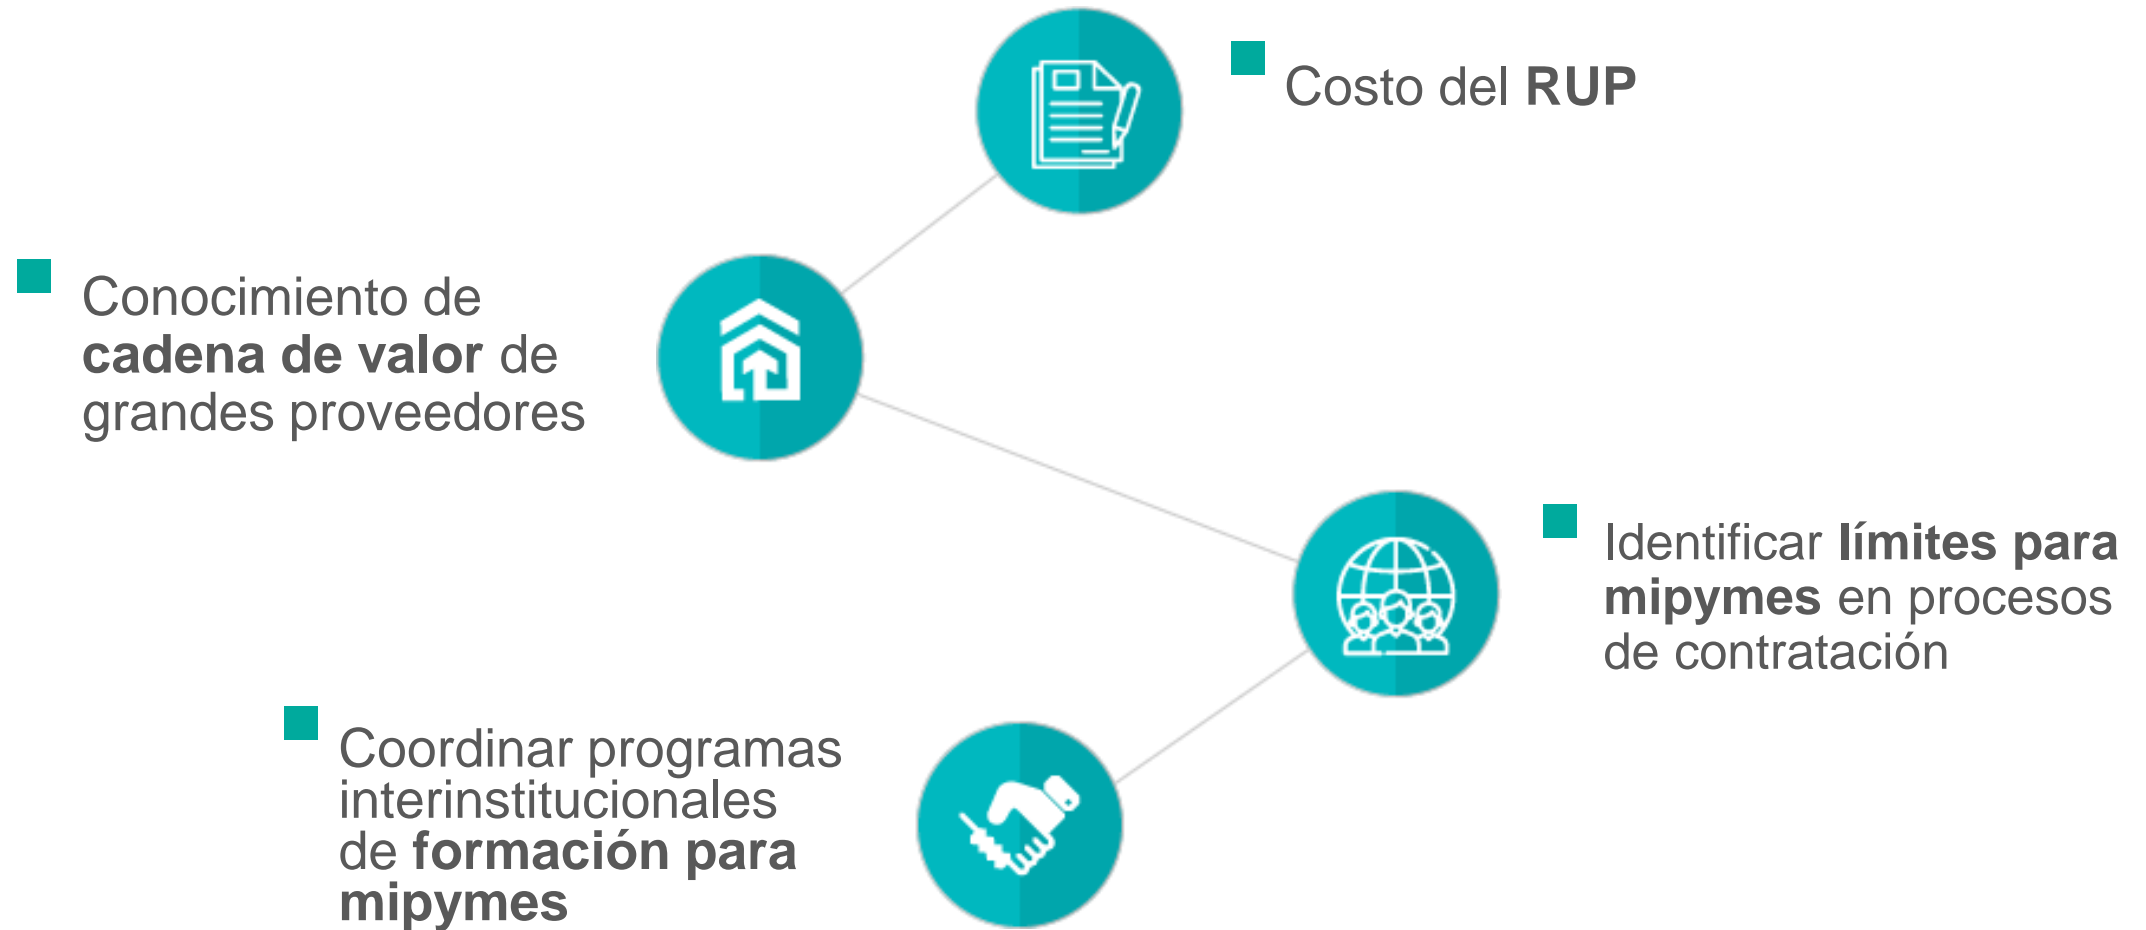 Costo del RUP
Conocimiento de
cadena de valor de
grandes proveedores
Identificar límites para
mipymes en procesos
de contratación
Coordinar programas
interinstitucionales
de formación para
mipymes